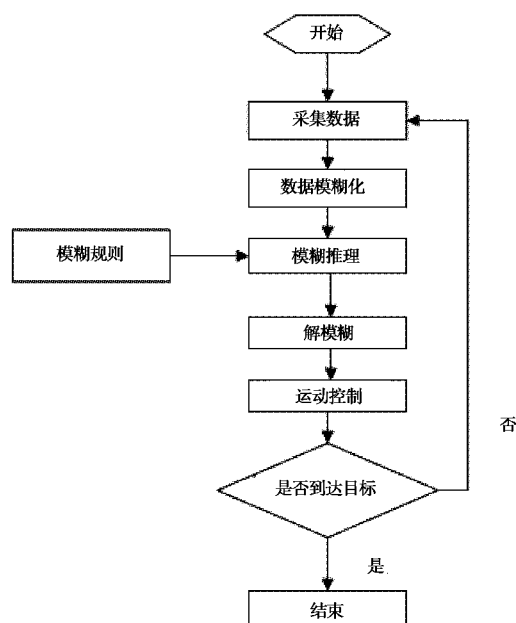 开始
采集数据
数据模糊化
模糊规则
模糊推理
解模糊
运动控制
否
是否到达目标
是
结束